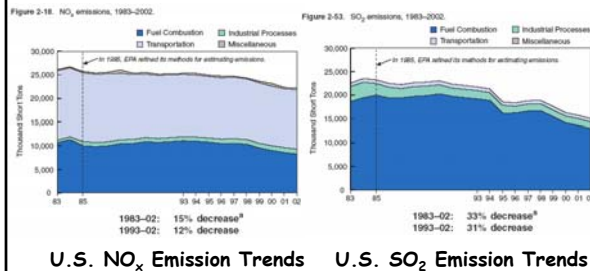 Figure 2-18. NOx emissions, 1983–2002.
Fuel Combustion
Industrial Processes
Transportation
Miscellaneous
30,000
In 1985, EPA refined its methods for estimating emissions.
25,000
20,000
15,000
10,000
5,000
0
Thousand Short Tons
83 85 93 94 95 96 97 98 99 00 01 02
1983–02: 15% decreaseª
1993–02: 12% decrease
U.S. NOx Emission Trends
Figure 2-53. SO2 emissions, 1983–2002.
Fuel Combustion
Industrial Processes
Transportation
Miscellaneous
30,000
In 1985, EPA refined its methods for estimating emissions.
25,000
20,000
15,000
10,000
5,000
0
Thousand Short Tons
83 85 93 94 95 96 97 98 99 00 01 02
1983–02: 33% decreaseª
1993–02: 31% decrease
U.S. SO2 Emission Trends